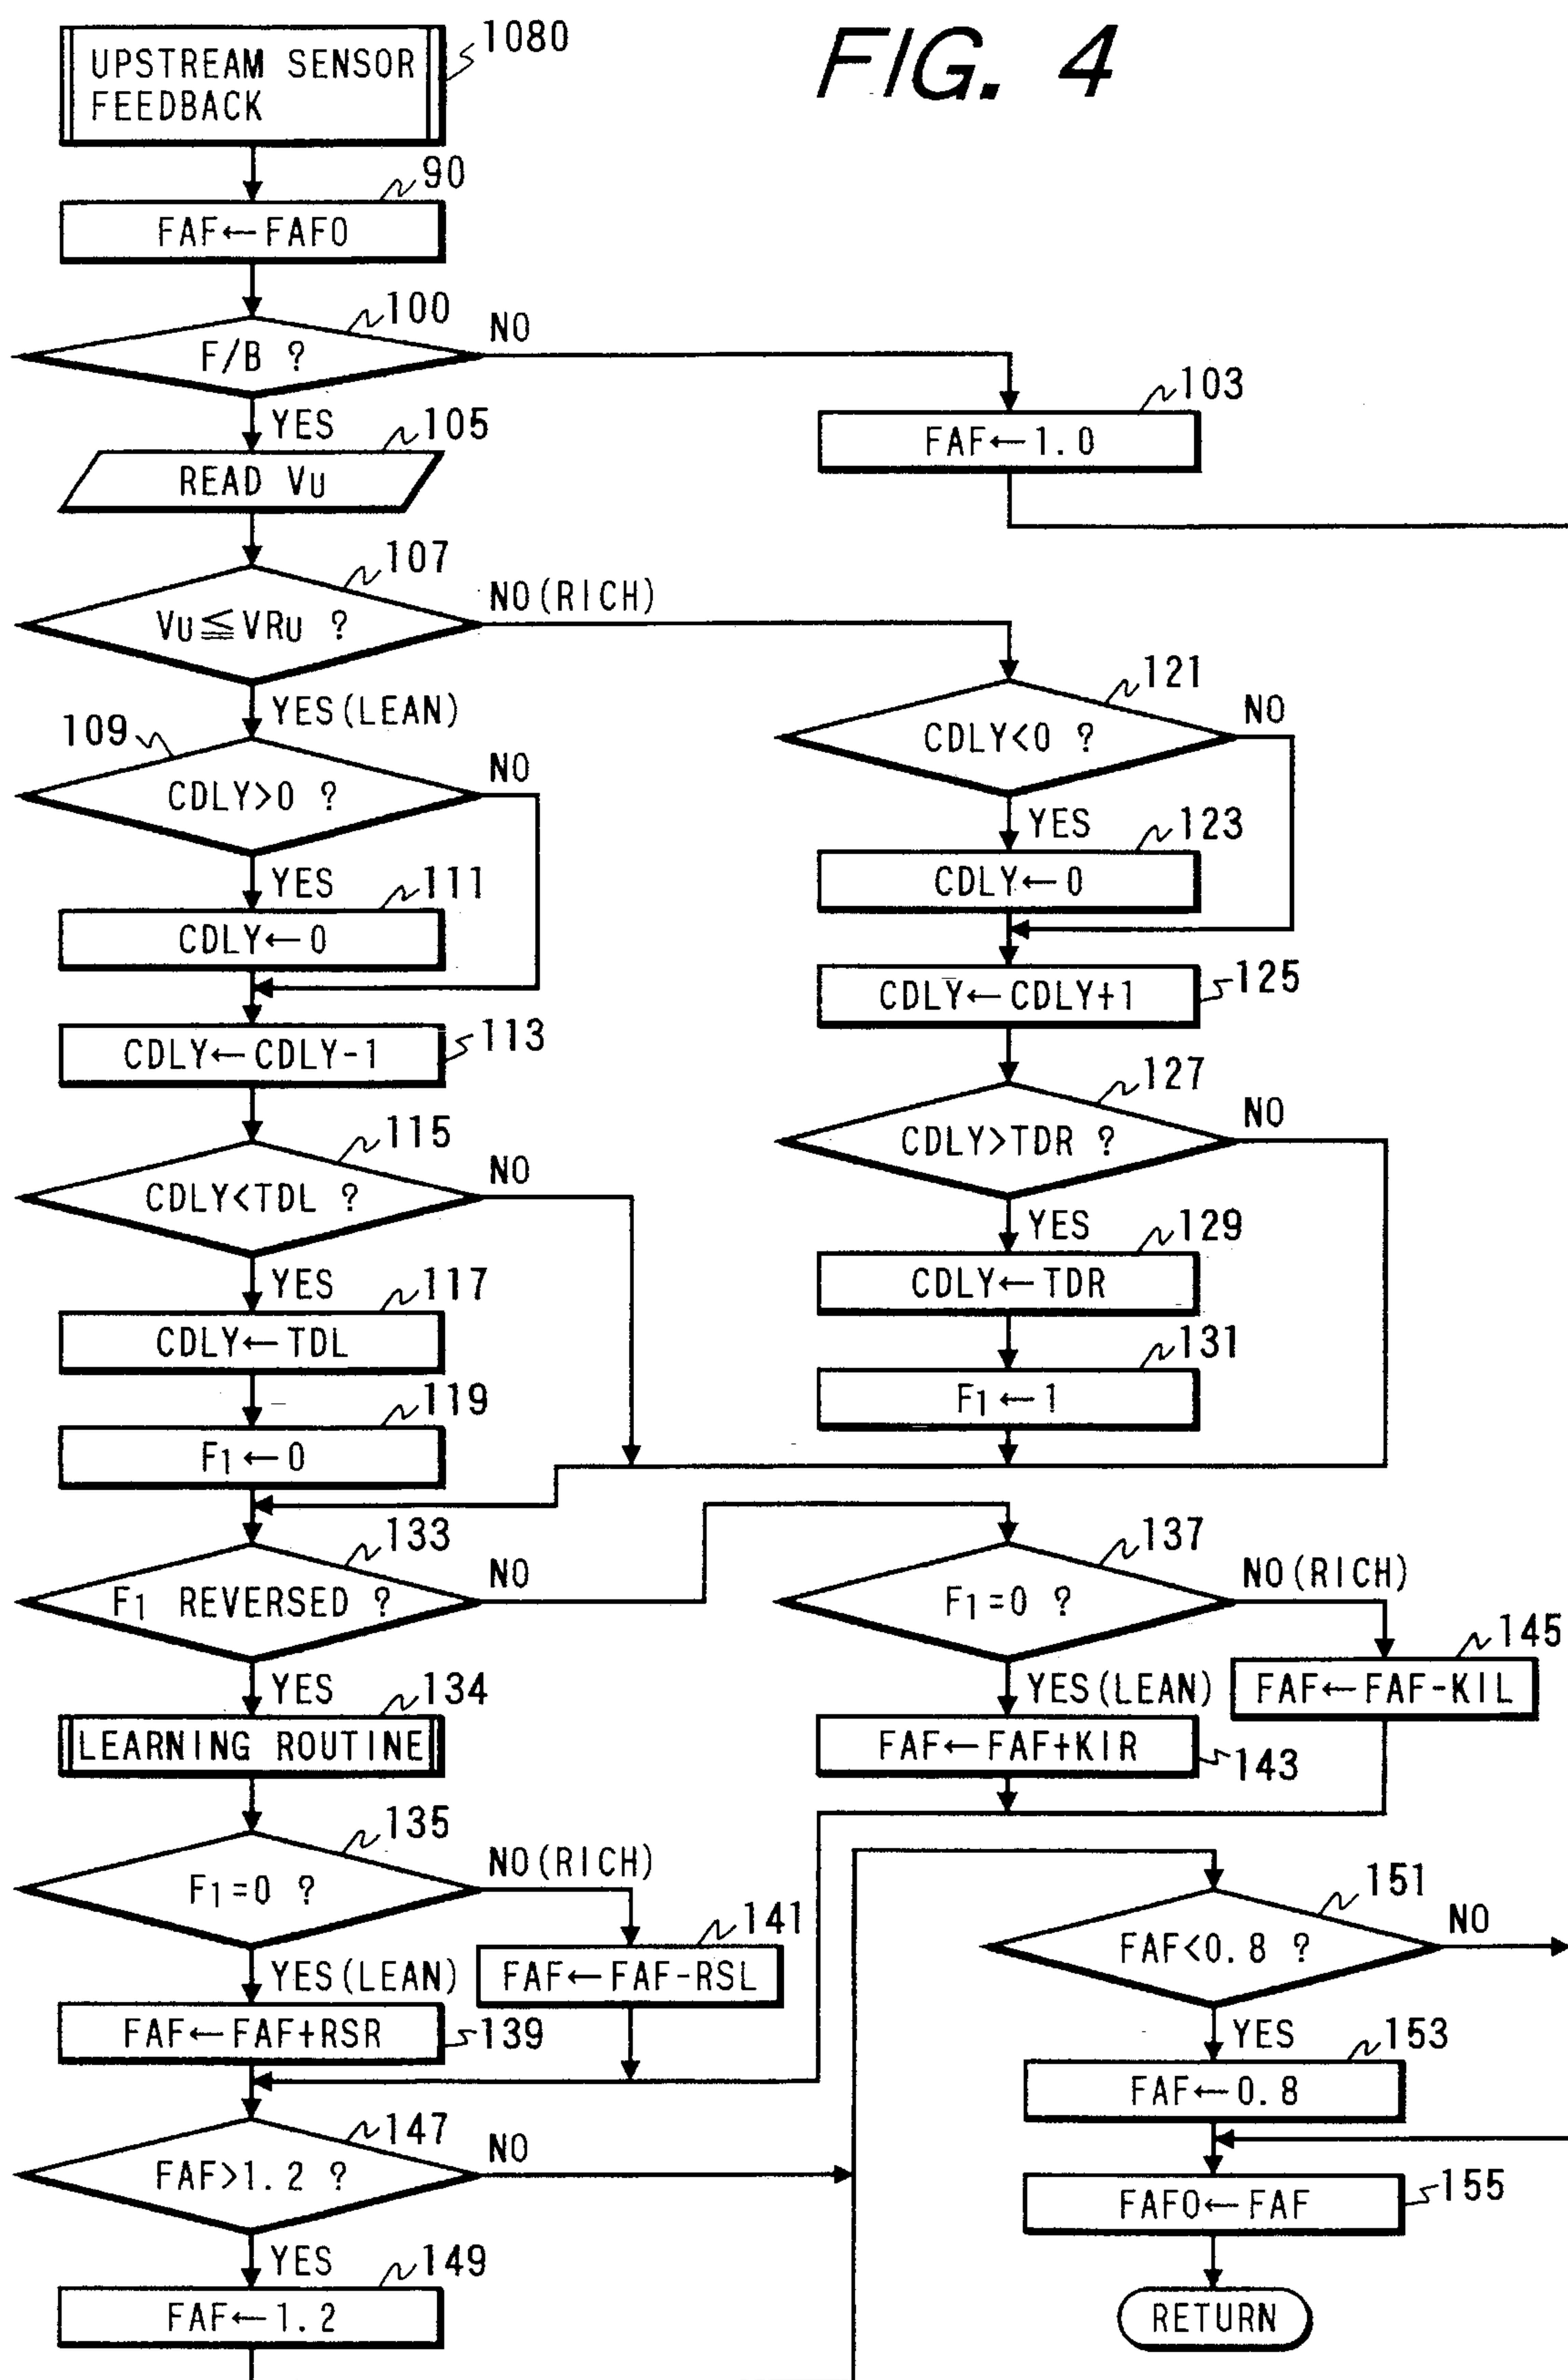 FIG. 4
UPSTREAM SENSOR
FEEDBACK
1080
90
FAF←FAF0
100
F/B ?
NO
YES
103
FAF←1.0
105
READ VU
107
VU≦VRU ?
NO(RICH)
YES(LEAN)
109
CDLY>0 ?
NO
YES
111
CDLY←0
113
CDLY←CDLY-1
115
CDLY<TDL ?
NO
YES
117
CDLY←TDL
119
F1←0
121
CDLY<0 ?
NO
YES
123
CDLY←0
125
CDLY←CDLY+1
127
CDLY>TDR ?
NO
YES
129
CDLY←TDR
131
F1←1
133
F1 REVERSED ?
NO
YES
134
LEARNING ROUTINE
137
F1=0 ?
NO(RICH)
YES(LEAN)
145
FAF←FAF-KIL
FAF←FAF+KIR
143
135
F1=0 ?
NO(RICH)
YES(LEAN)
141
FAF←FAF-RSL
FAF←FAF+RSR
139
147
FAF>1.2 ?
NO
YES
149
FAF←1.2
151
FAF<0.8 ?
NO
YES
153
FAF←0.8
155
FAF0←FAF
RETURN